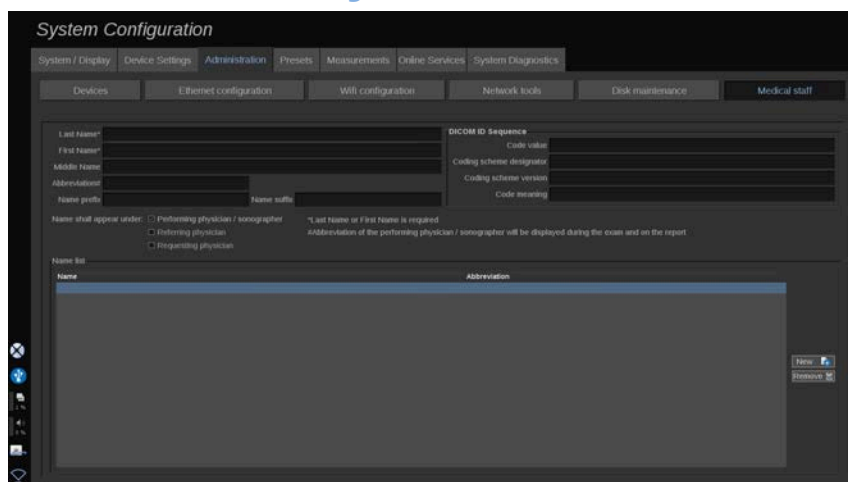 System Configuration
System / Display Device Settings Administration Presets Measurements Online Services System Diagnostics
Devices Ethernet configuration Wifi configuration Network tools Disk maintenance Medical staff
Last Name*
First Name*
Middle Name
Abbreviation#
Name prefix Name suffix
DICOM ID Sequence
Code value
Coding scheme designator
Coding scheme version
Code meaning
Name shall appear under: Performing physician / sonographer
Referring physician
Requesting physician
*Last Name or First Name is required
#Abbreviation of the performing physician / sonographer will be displayed during the exam and on the report
Name list
Name Abbreviation
New
Remove